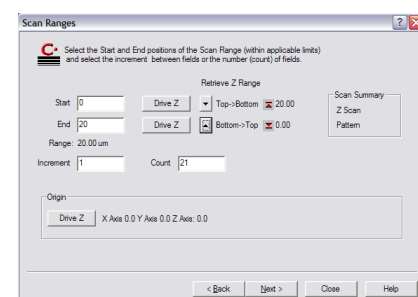 Scan Ranges
Select the Start and End positions of the Scan Range (within applicable limits)
and select the increment between fields or the number (count) of fields.
Retrieve Z Range
Start 0 Drive Z Top->Bottom 20.00
End 20 Drive Z Bottom->Top 0.00
Range: 20.00 um
Increment 1 Count 21
Scan Summary
Z Scan
Pattern
Origin
Drive Z X Axis 0.0 Y Axis 0.0 Z Axis: 0.0
< Back Next > Close Help